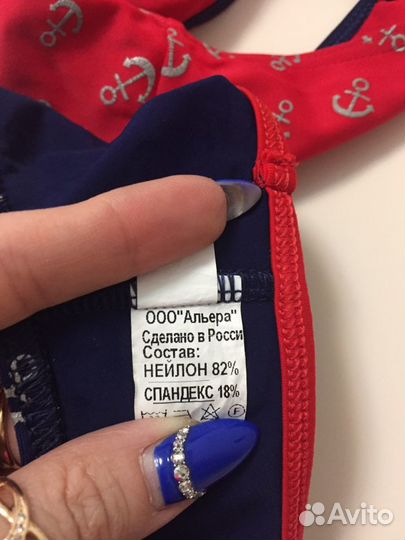 ООО"Альера"
Сделано в Росси
Состав:
НЕЙЛОН 82%
СПАНДЕКС 18%
F
Avito